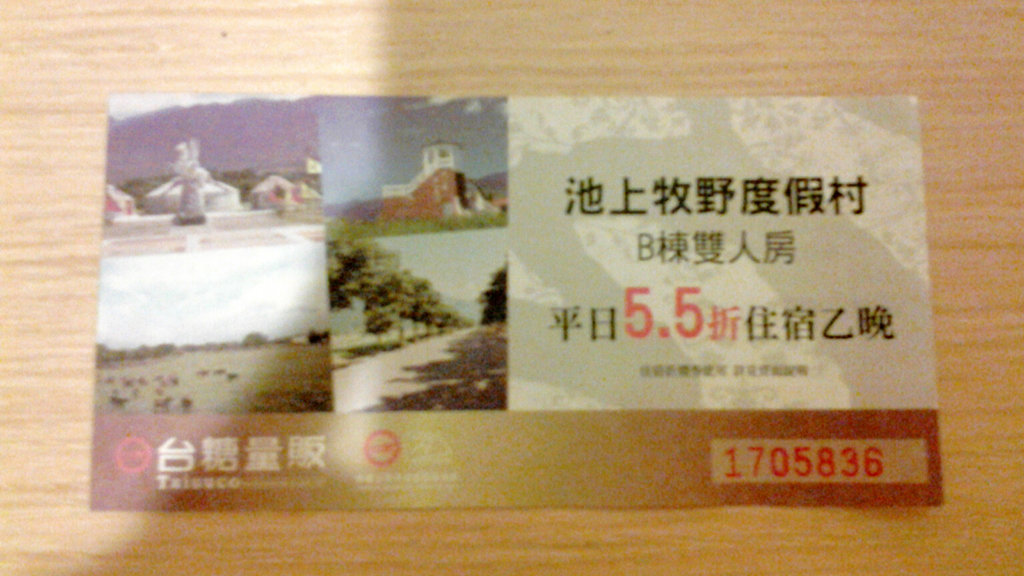 池上牧野度假村
B棟雙人房
平日5.5折住宿乙晚
台糖量販
Taisuco
1705836